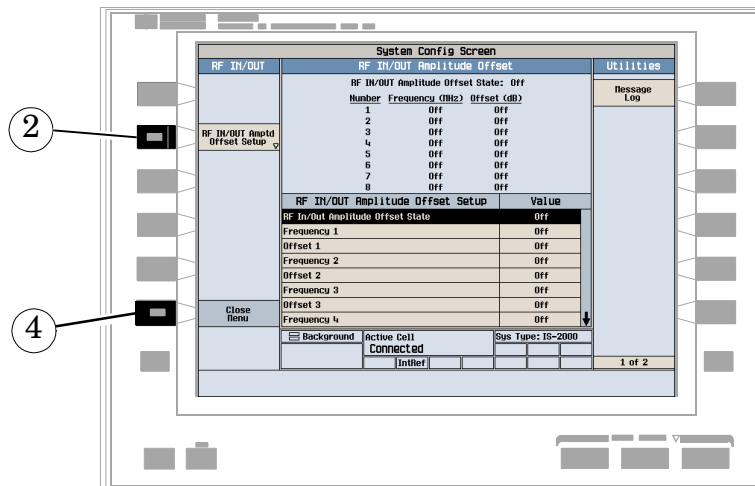 System Config Screen
RF IN/OUT
RF IN/OUT Amplitude Offset
Utilities
RF IN/OUT Amplitude Offset State: Off
Number Frequency (MHz) Offset (dB)
1 Off Off
2 Off Off
3 Off Off
4 Off Off
5 Off Off
6 Off Off
7 Off Off
8 Off Off
Message
Log
2
RF IN/OUT Amptd
Offset Setup
RF IN/OUT Amplitude Offset Setup Value
RF In/Out Amplitude Offset State Off
Frequency 1 Off
Offset 1 Off
Frequency 2 Off
Offset 2 Off
Frequency 3 Off
Offset 3 Off
Frequency 4 Off
4
Close
Menu
Background
Active Cell
Sys Type: IS-2000
Connected
IntRef
1 of 2